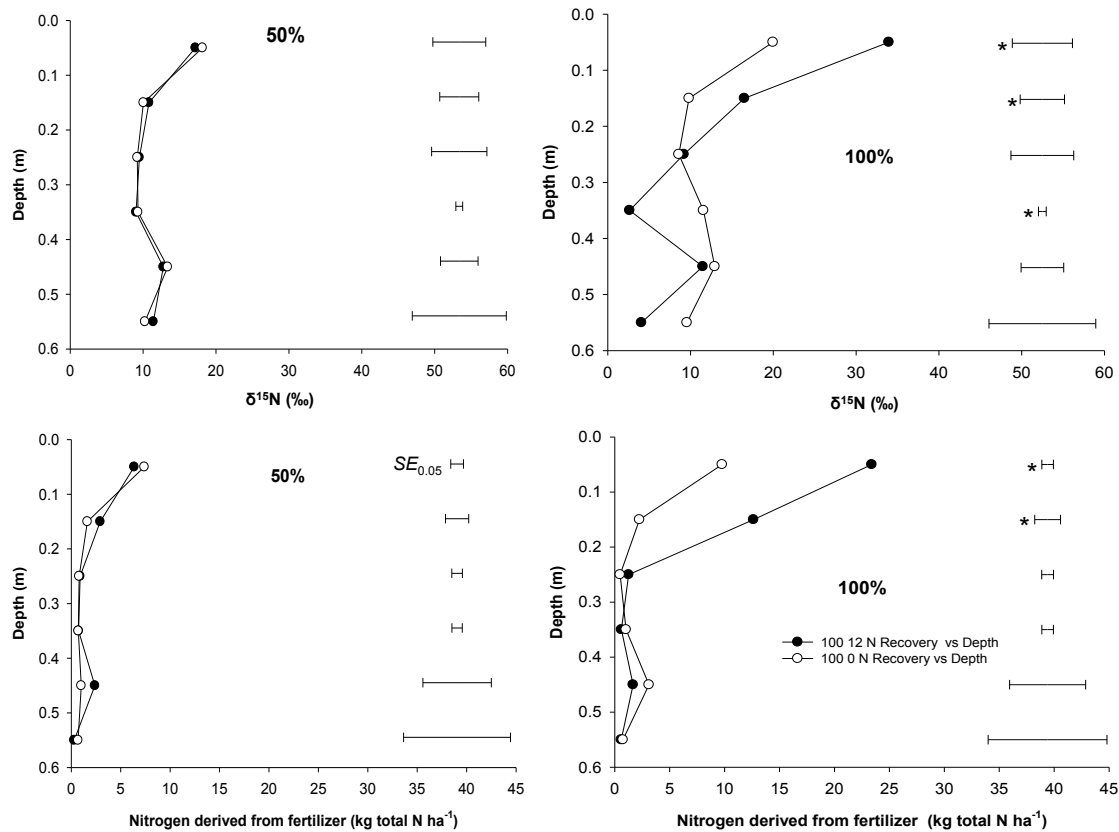 0.0
0.1
0.2
0.3
0.4
0.5
0.6
Depth (m)
50%
0 10 20 30 40 50 60
δ¹⁵N (‰)
0.0
0.1
0.2
0.3
0.4
0.5
0.6
Depth (m)
100%
*
*
*
0 10 20 30 40 50 60
δ¹⁵N (‰)
0.0
0.1
0.2
0.3
0.4
0.5
0.6
Depth (m)
50%
SE0.05
0 5 10 15 20 25 30 35 40 45
Nitrogen derived from fertilizer (kg total N ha⁻¹)
0.0
0.1
0.2
0.3
0.4
0.5
0.6
Depth (m)
*
*
100%
100 12 N Recovery vs Depth
100 0 N Recovery vs Depth
0 5 10 15 20 25 30 35 40 45
Nitrogen derived from fertilizer (kg total N ha⁻¹)